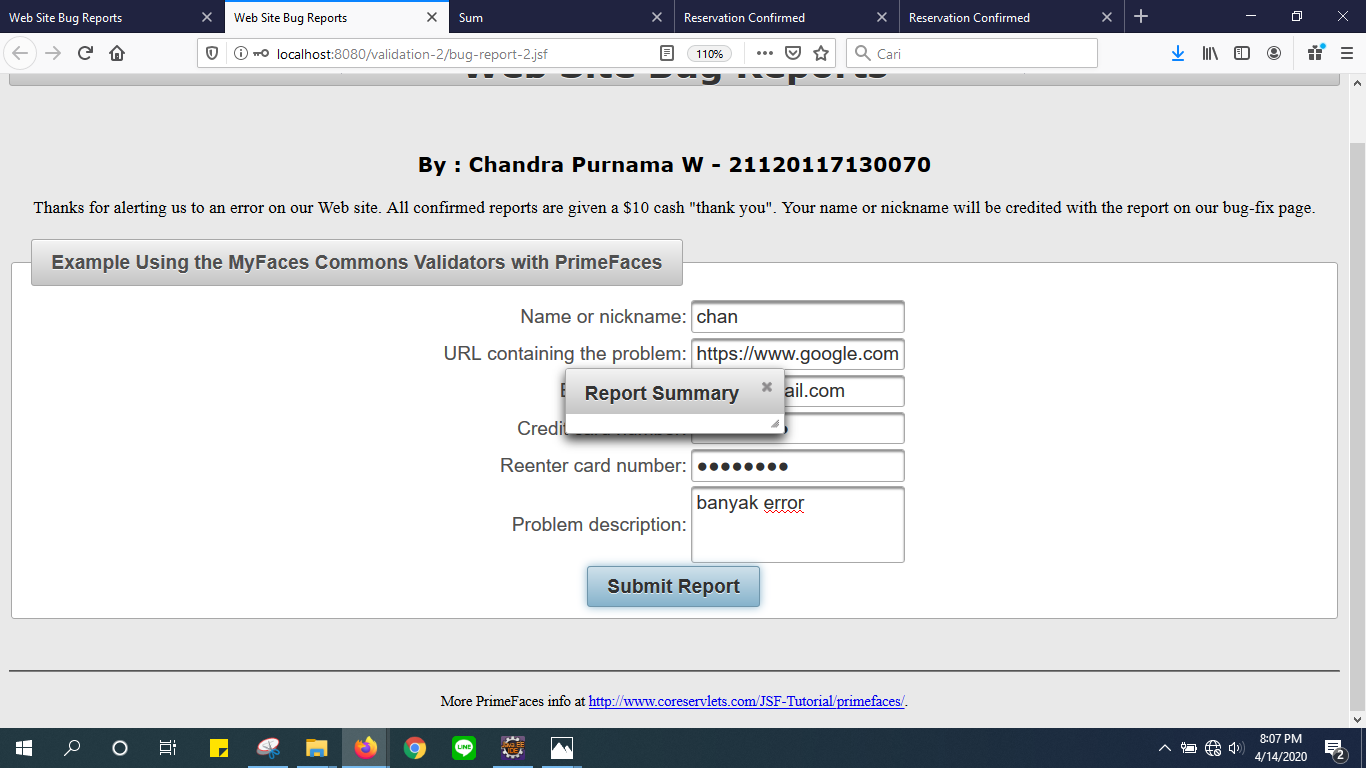 Web Site Bug Reports
Web Site Bug Reports
Sum
Reservation Confirmed
Reservation Confirmed
localhost:8080/validation-2/bug-report-2.jsf
110%
Cari
Web Site Bug Reports
By : Chandra Purnama W - 21120117130070
Thanks for alerting us to an error on our Web site. All confirmed reports are given a $10 cash "thank you". Your name or nickname will be credited with the report on our bug-fix page.
Example Using the MyFaces Commons Validators with PrimeFaces
Name or nickname: chan
URL containing the problem: https://www.google.com
Report Summary
ail.com
Credit card number:
Reenter card number: ●●●●●●●●
Problem description: banyak error
Submit Report
More PrimeFaces info at http://www.coreservlets.com/JSF-Tutorial/primefaces/.
LINE
8:07 PM
4/14/2020
2